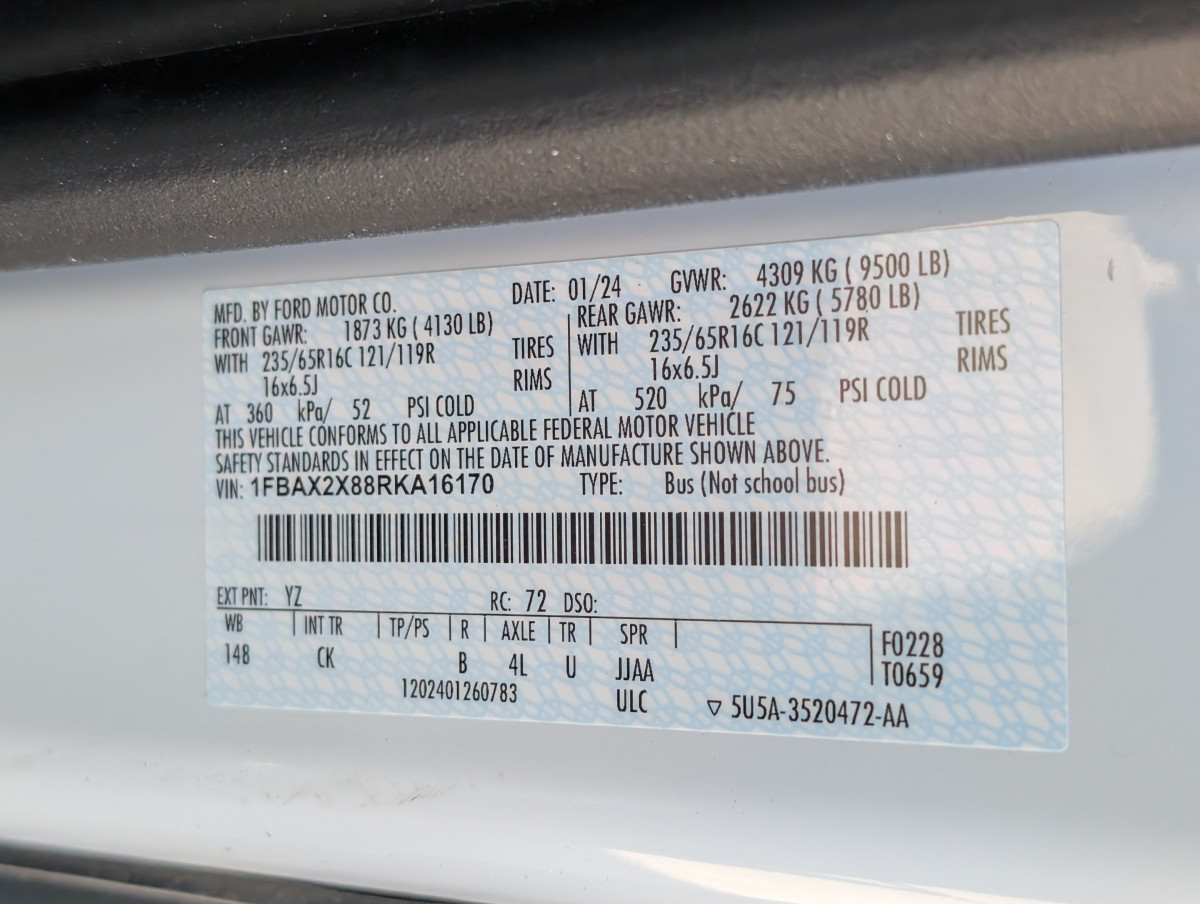 MFD. BY FORD MOTOR CO. DATE: 01/24 GVWR: 4309 KG ( 9500 LB)
FRONT GAWR: 1873 KG ( 4130 LB) REAR GAWR: 2622 KG ( 5780 LB)
WITH 235/65R16C 121/119R TIRES WITH 235/65R16C 121/119R TIRES
16x6.5J RIMS 16x6.5J RIMS
AT 360 kPa/ 52 PSI COLD AT 520 kPa/ 75 PSI COLD
THIS VEHICLE CONFORMS TO ALL APPLICABLE FEDERAL MOTOR VEHICLE
SAFETY STANDARDS IN EFFECT ON THE DATE OF MANUFACTURE SHOWN ABOVE.
VIN: 1FBAX2X88RKA16170 TYPE: Bus (Not school bus)
EXT PNT: YZ RC: 72 DSO:
WB INT TR TP/PS R AXLE TR SPR F0228
148 CK B 4L U JJAA T0659
1202401260783 ULC ▽ 5U5A-3520472-AA